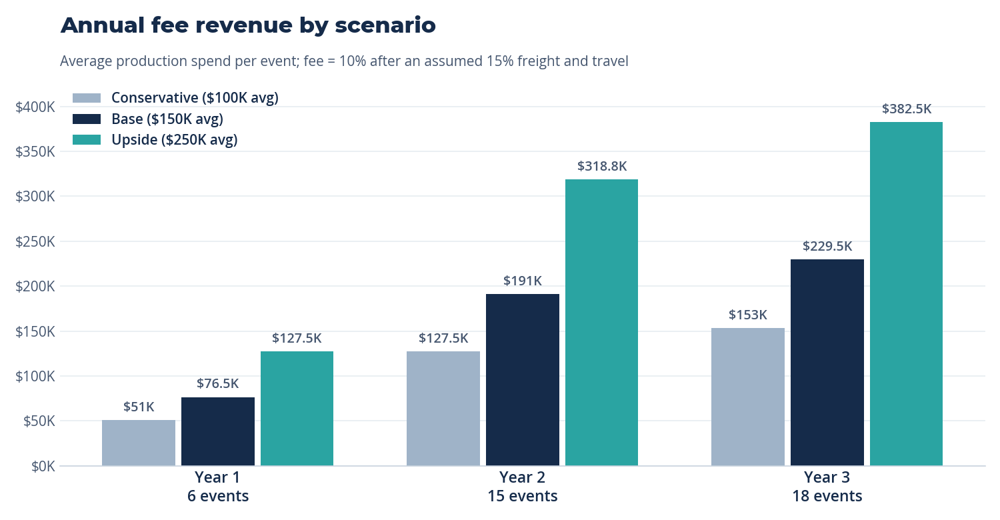 Annual fee revenue by scenario
Average production spend per event; fee = 10% after an assumed 15% freight and travel
Conservative ($100K avg)
Base ($150K avg)
Upside ($250K avg)
$400K
$350K
$300K
$250K
$200K
$150K
$100K
$50K
$0K
$51K
$76.5K
$127.5K
$127.5K
$191K
$318.8K
$153K
$229.5K
$382.5K
Year 1
6 events
Year 2
15 events
Year 3
18 events